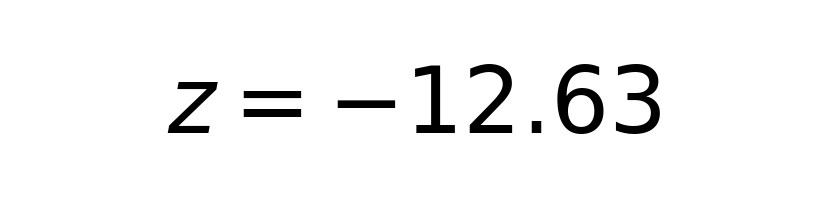 z = −12.63